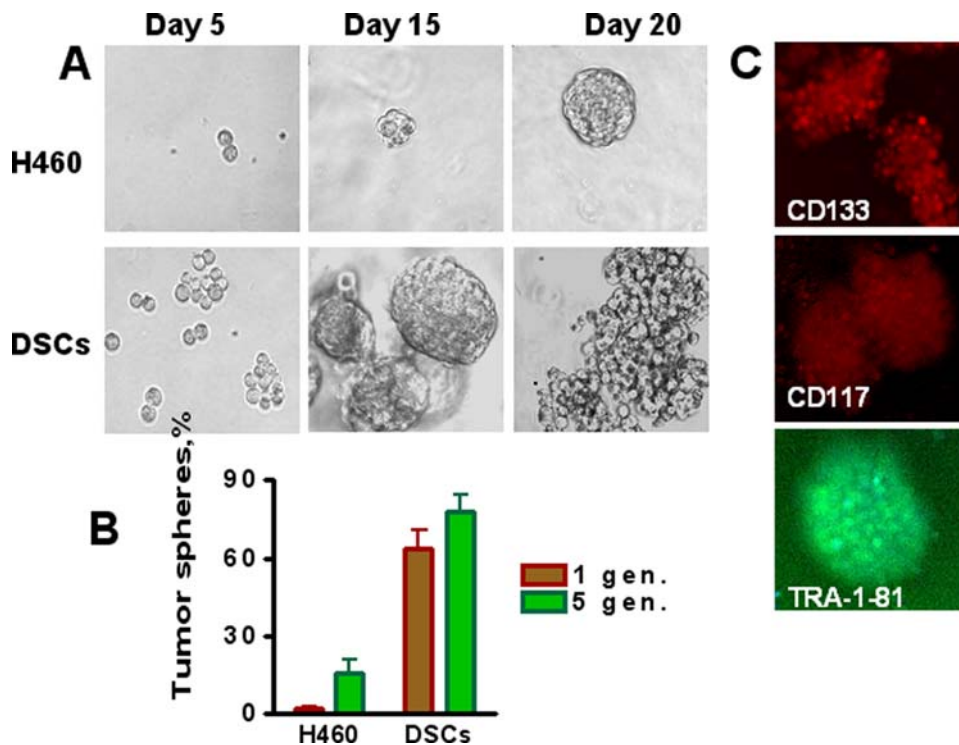 Day 5 Day 15 Day 20
A
C
H460
DSCs
CD133
CD117
TRA-1-81
B
Tumor spheres,%
90
60
30
0
H460 DSCs
1 gen.
5 gen.